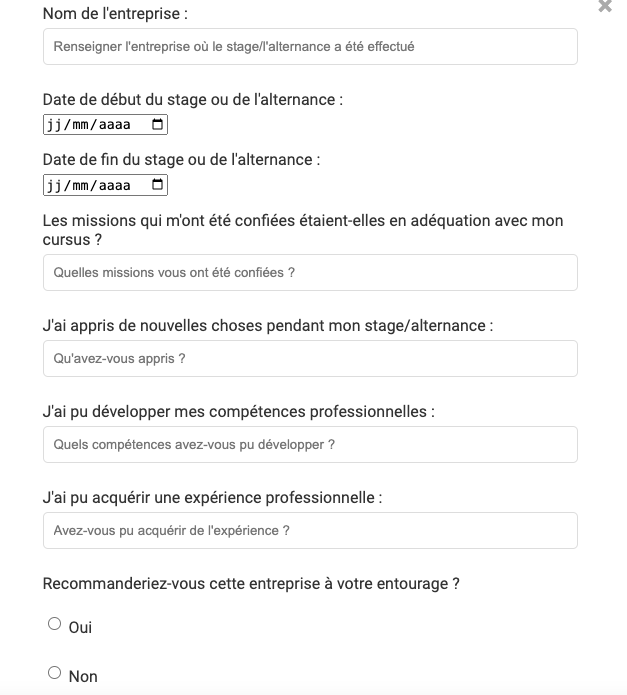 Nom de l'entreprise :
Renseigner l'entreprise où le stage/l'alternance a été effectué
Date de début du stage ou de l'alternance :
jj/mm/aaaa
Date de fin du stage ou de l'alternance :
jj/mm/aaaa
Les missions qui m'ont été confiées étaient-elles en adéquation avec mon
cursus ?
Quelles missions vous ont été confiées ?
J'ai appris de nouvelles choses pendant mon stage/alternance :
Qu'avez-vous appris ?
J'ai pu développer mes compétences professionnelles :
Quels compétences avez-vous pu développer ?
J'ai pu acquérir une expérience professionnelle :
Avez-vous pu acquérir de l'expérience ?
Recommanderiez-vous cette entreprise à votre entourage ?
Oui
Non